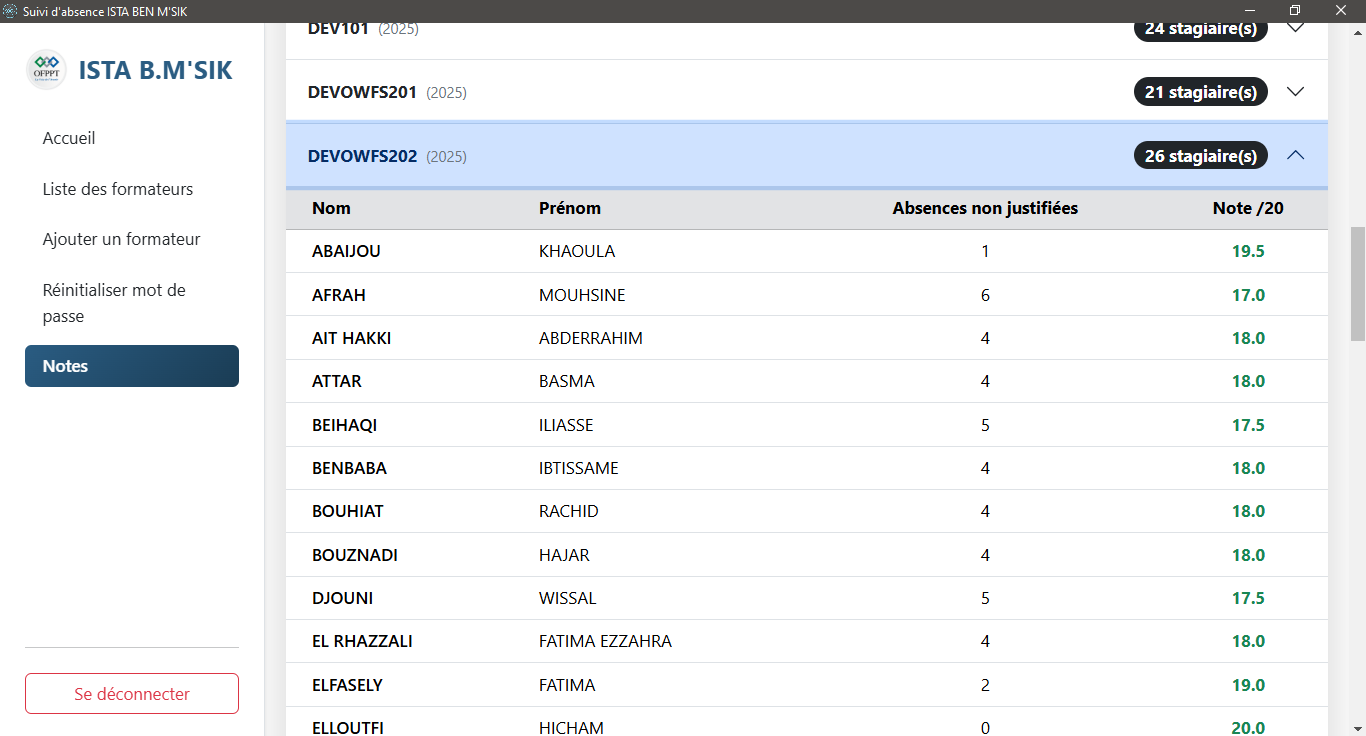 Suivi d'absence ISTA BEN M'SIK
OFPPT
ISTA B.M'SIK
Accueil
Liste des formateurs
Ajouter un formateur
Réinitialiser mot de
passe
Notes
Se déconnecter
DEV101 (2025) 24 stagiaire(s)
DEVOWFS201 (2025) 21 stagiaire(s)
DEVOWFS202 (2025) 26 stagiaire(s)
Nom Prénom Absences non justifiées Note /20
ABAIJOU KHAOULA 1 19.5
AFRAH MOUHSINE 6 17.0
AIT HAKKI ABDERRAHIM 4 18.0
ATTAR BASMA 4 18.0
BEIHAQI ILIASSE 5 17.5
BENBABA IBTISSAME 4 18.0
BOUHIAT RACHID 4 18.0
BOUZNADI HAJAR 4 18.0
DJOUNI WISSAL 5 17.5
EL RHAZZALI FATIMA EZZAHRA 4 18.0
ELFASELY FATIMA 2 19.0
ELLOUTFI HICHAM 0 20.0